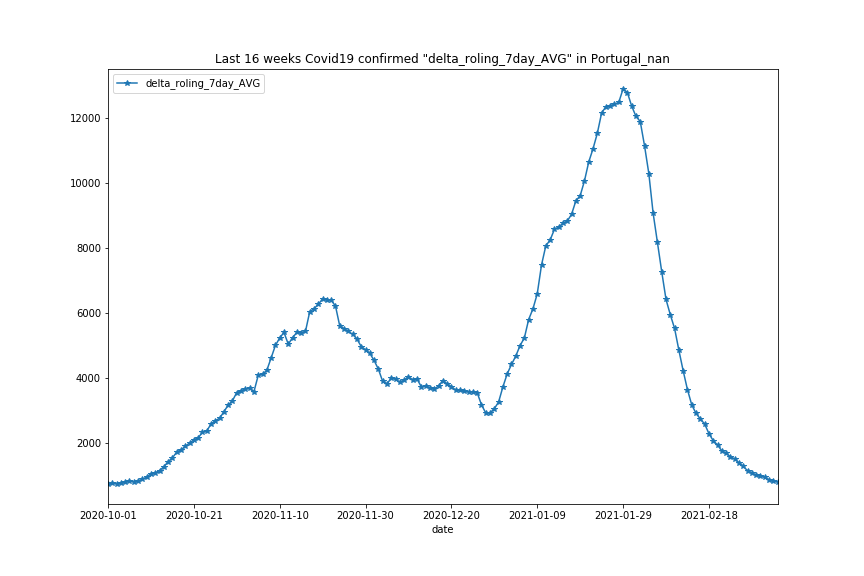 Last 16 weeks Covid19 confirmed "delta_roling_7day_AVG" in Portugal_nan
delta_roling_7day_AVG
12000
10000
8000
6000
4000
2000
2020-10-01 2020-10-21 2020-11-10 2020-11-30 2020-12-20 2021-01-09 2021-01-29 2021-02-18
date